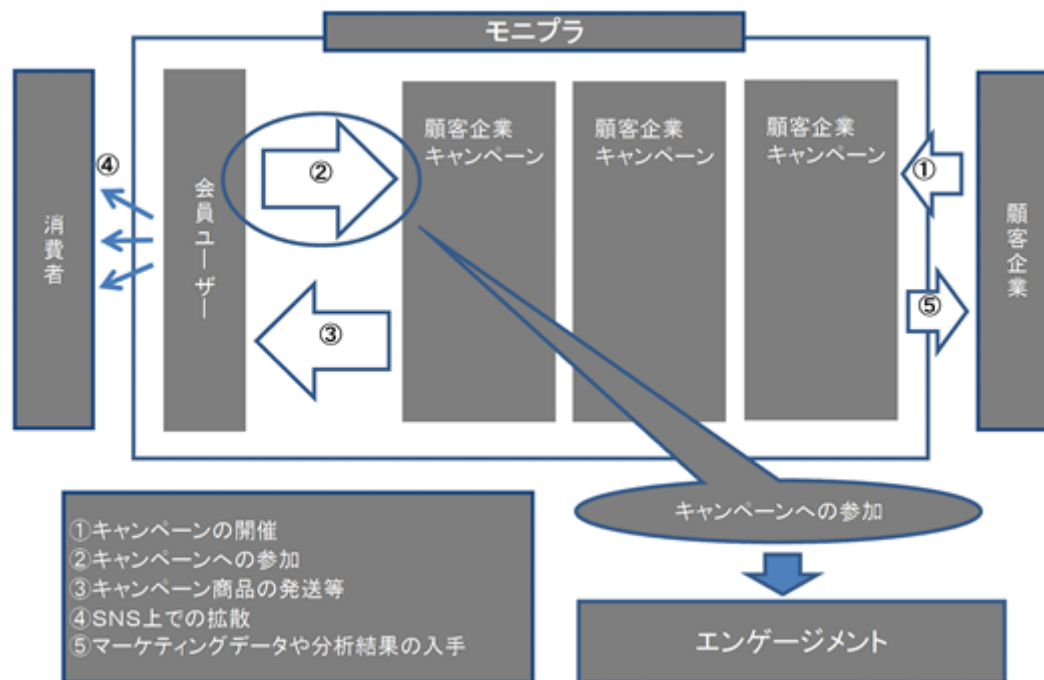 モニプラ
消費者
④
会員ユーザー
②
③
顧客企業
キャンペーン
顧客企業
キャンペーン
顧客企業
キャンペーン
①
⑤
顧客企業
キャンペーンへの参加
エンゲージメント
①キャンペーンの開催
②キャンペーンへの参加
③キャンペーン商品の発送等
④SNS上での拡散
⑤マーケティングデータや分析結果の入手